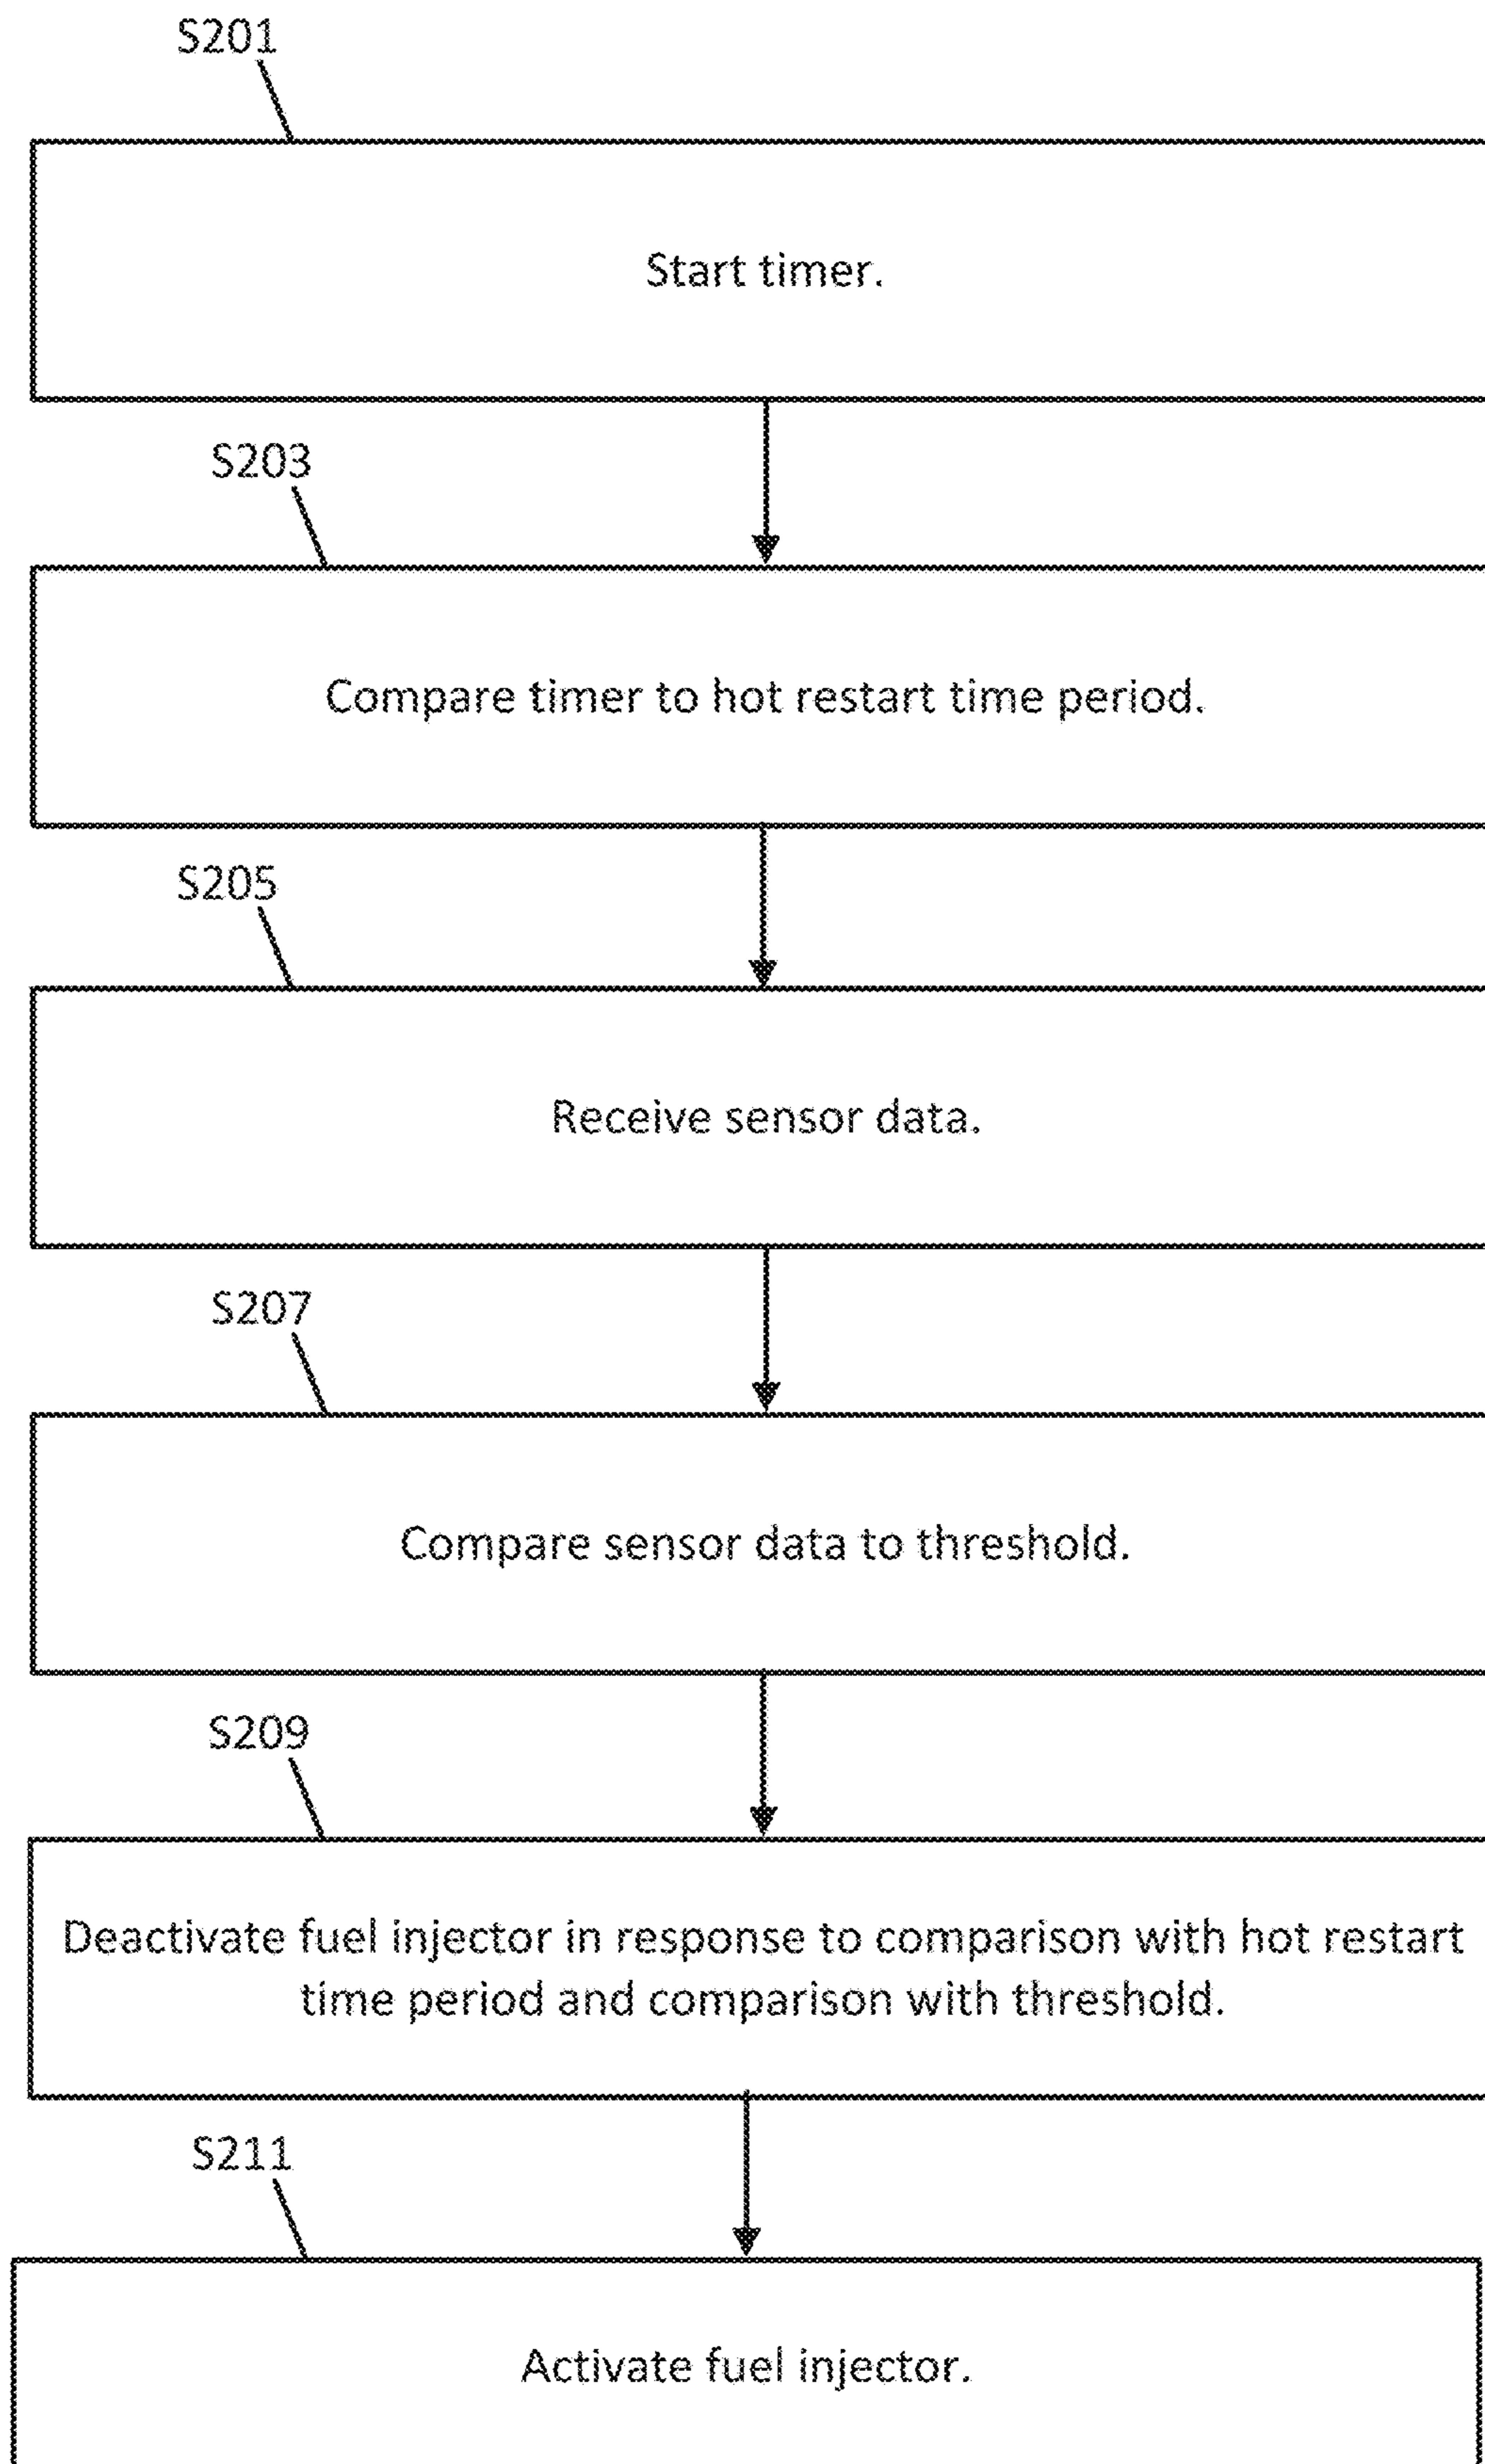 S201
Start timer.
S203
Compare timer to hot restart time period.
S205
Receive sensor data.
S207
Compare sensor data to threshold.
S209
Deactivate fuel injector in response to comparison with hot restart
time period and comparison with threshold.
S211
Activate fuel injector.